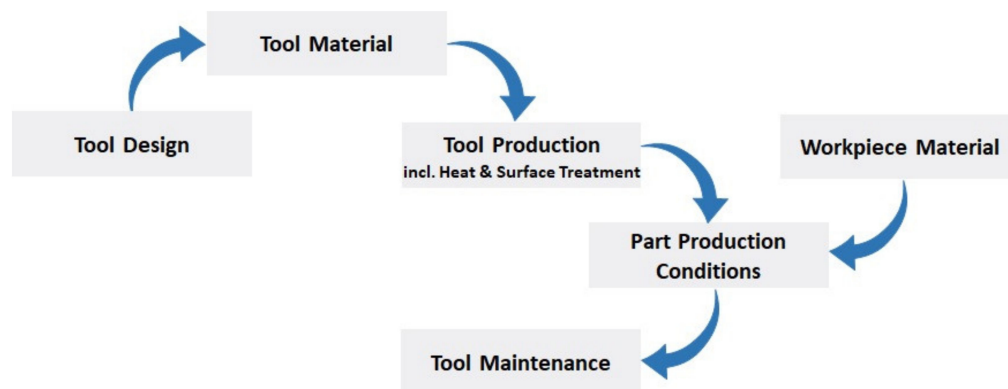 Tool Material
Tool Design
Tool Production
incl. Heat & Surface Treatment
Workpiece Material
Part Production
Conditions
Tool Maintenance